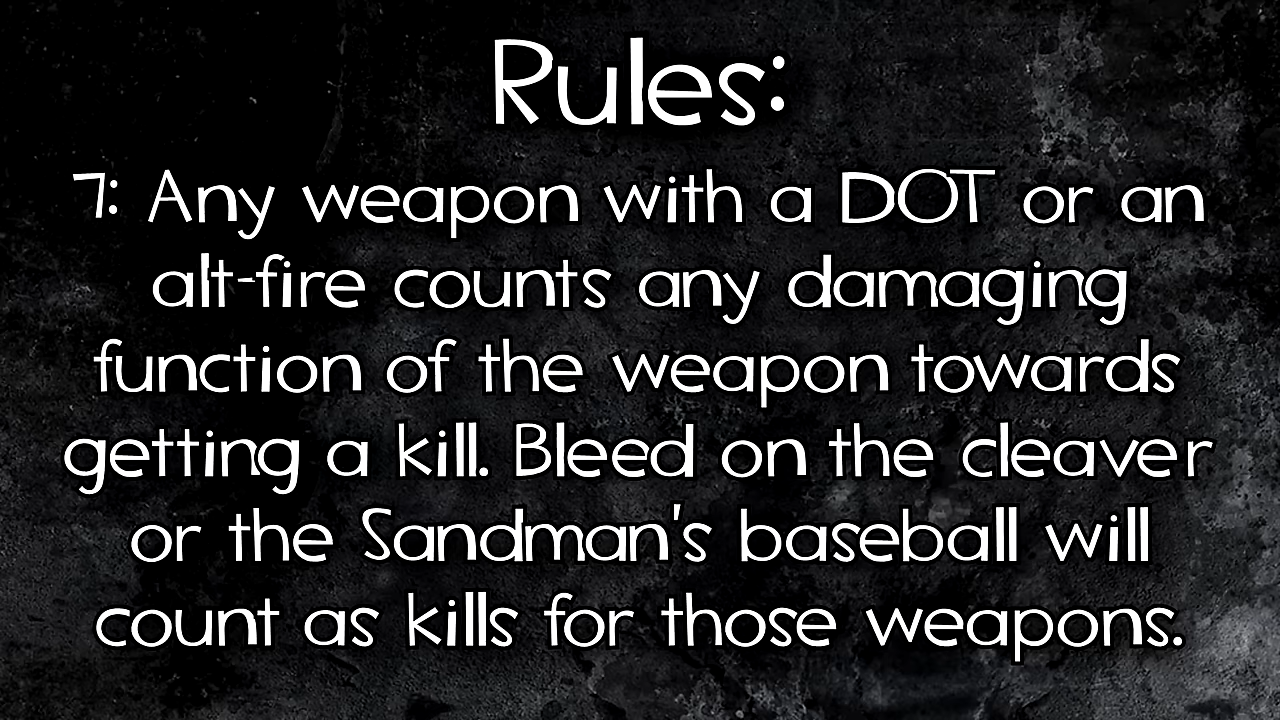 Rules:
7: Any weapon with a DOT or an
alt-fire counts any damaging
function of the weapon towards
getting a kill. Bleed on the cleaver
or the Sandman's baseball will
count as kills for those weapons.